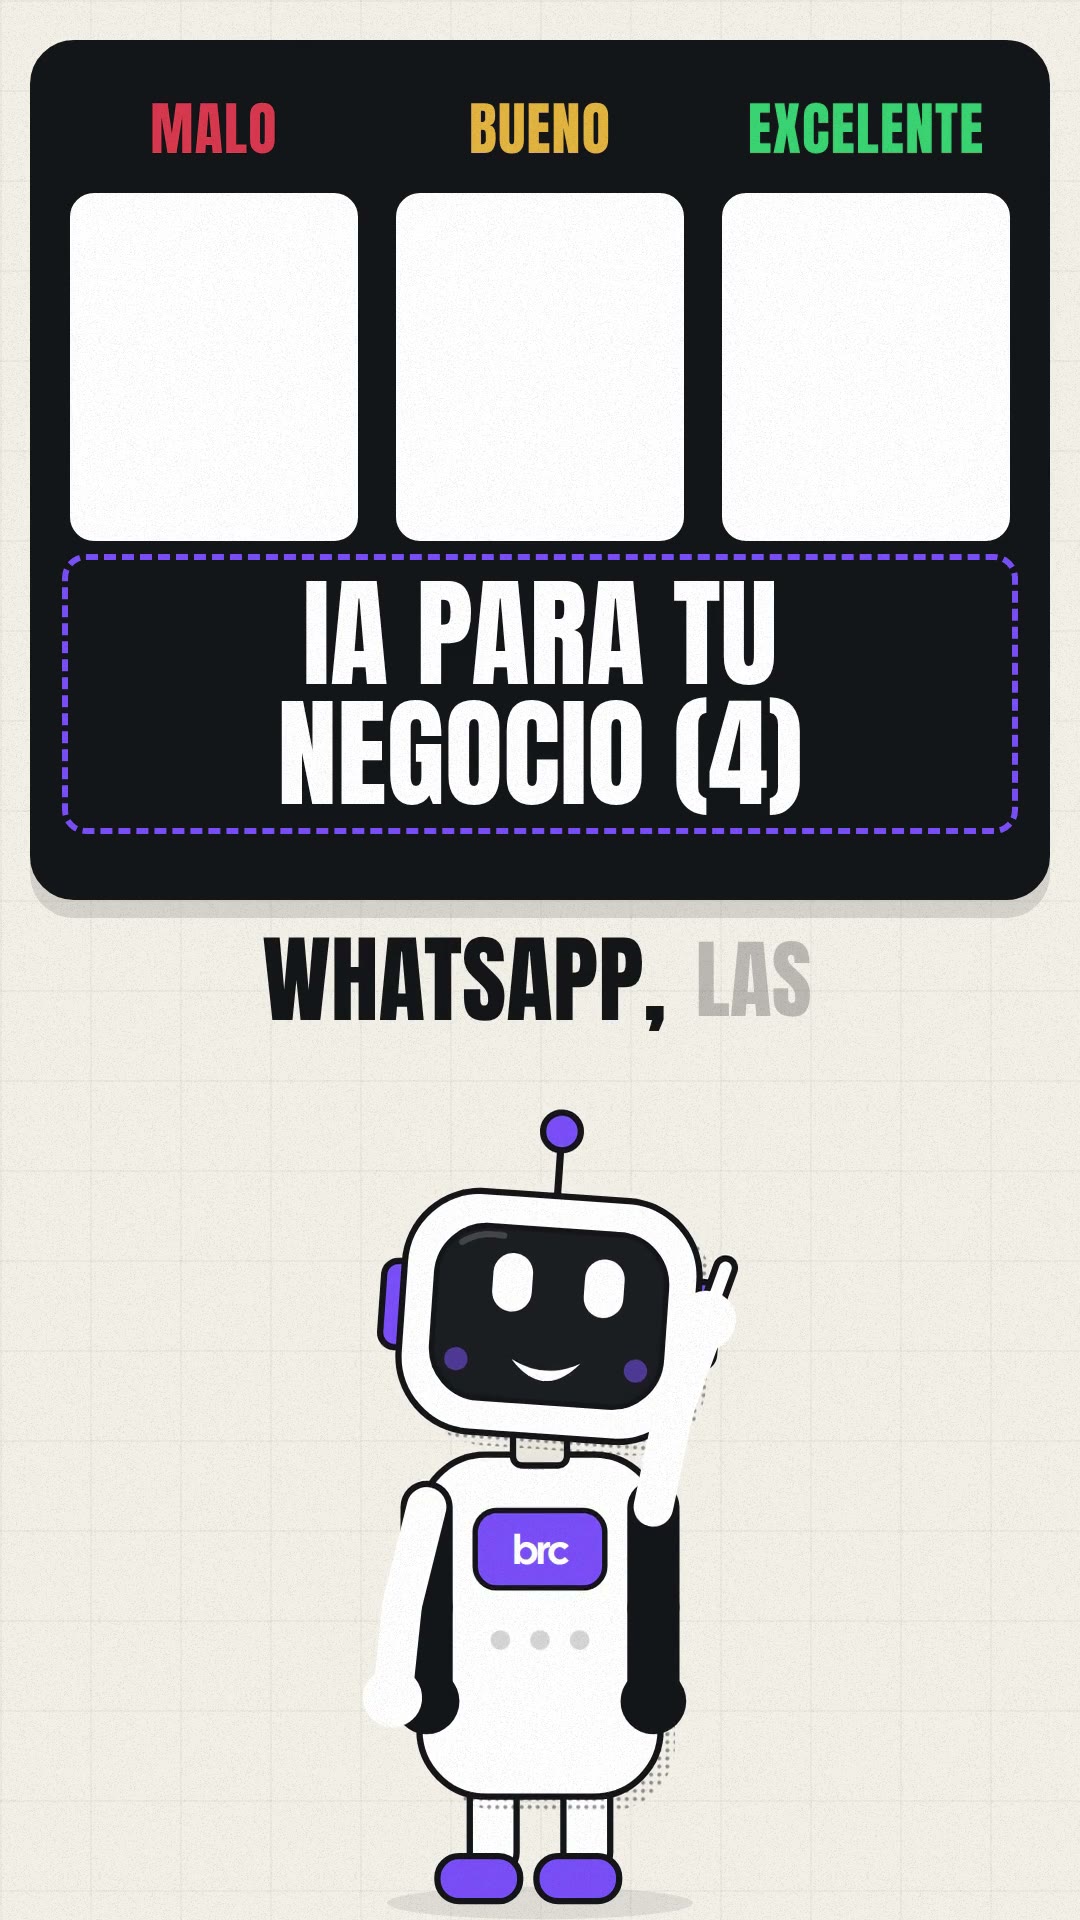 MALO BUENO EXCELENTE
IA PARA TU
NEGOCIO (4)
WHATSAPP, LAS
brc